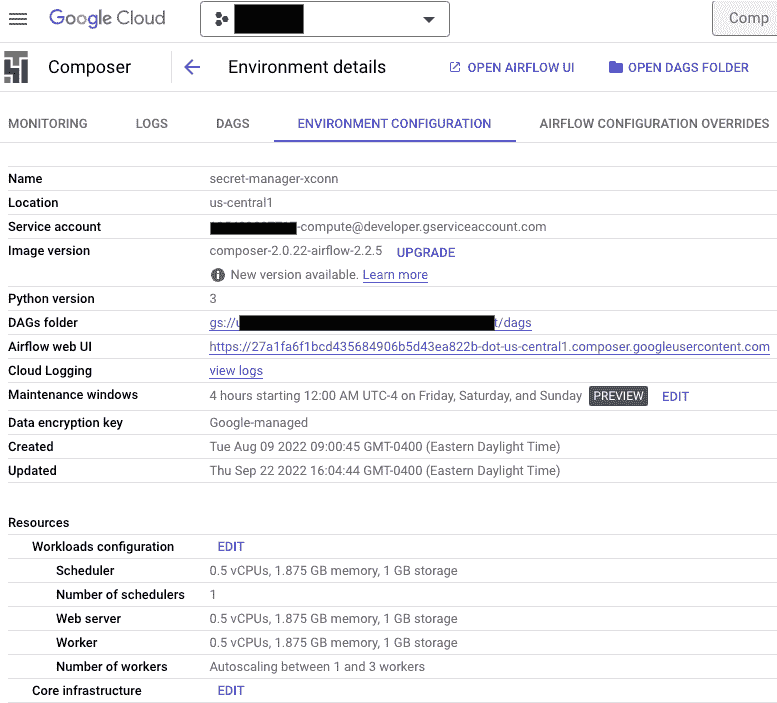 Google Cloud
Comp
Composer
Environment details
OPEN AIRFLOW UI
OPEN DAGS FOLDER
MONITORING LOGS DAGS ENVIRONMENT CONFIGURATION AIRFLOW CONFIGURATION OVERRIDES
Name secret-manager-xconn
Location us-central1
Service account -compute@developer.gserviceaccount.com
Image version composer-2.0.22-airflow-2.2.5 UPGRADE
New version available. Learn more
Python version 3
DAGs folder gs:// t/dags
Airflow web UI https://27a1fa6f1bcd435684906b5d43ea822b-dot-us-central1.composer.googleusercontent.com
Cloud Logging view logs
Maintenance windows 4 hours starting 12:00 AM UTC-4 on Friday, Saturday, and Sunday PREVIEW EDIT
Data encryption key Google-managed
Created Tue Aug 09 2022 09:00:45 GMT-0400 (Eastern Daylight Time)
Updated Thu Sep 22 2022 16:04:44 GMT-0400 (Eastern Daylight Time)
Resources
Workloads configuration EDIT
Scheduler 0.5 vCPUs, 1.875 GB memory, 1 GB storage
Number of schedulers 1
Web server 0.5 vCPUs, 1.875 GB memory, 1 GB storage
Worker 0.5 vCPUs, 1.875 GB memory, 1 GB storage
Number of workers Autoscaling between 1 and 3 workers
Core infrastructure EDIT